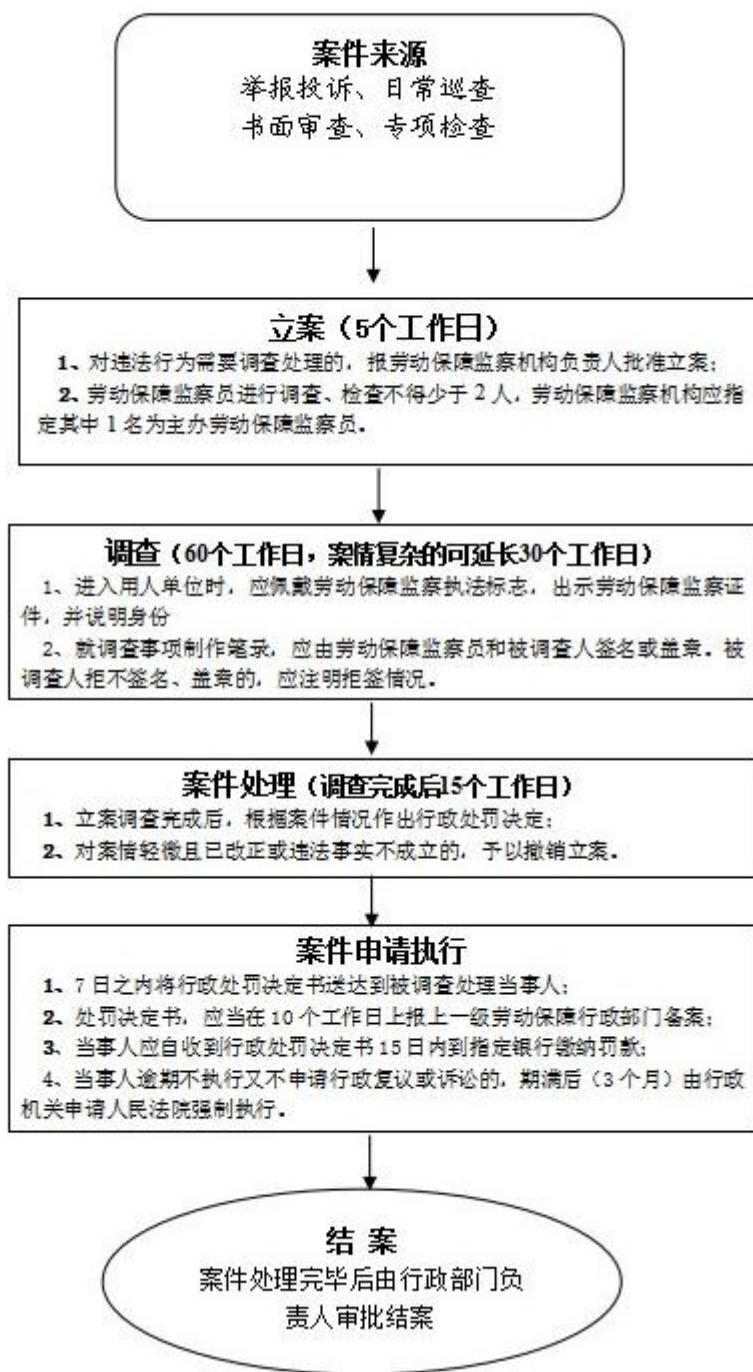 案件来源
举报投诉、日常巡查
书面审查、专项检查
立案（5个工作日）
1、对违法行为需要调查处理的，报劳动保障监察机构负责人批准立案；
2、劳动保障监察员进行调查、检查不得少于2人，劳动保障监察机构应指
定其中1名为主办劳动保障监察员。
调查（60个工作日，案情复杂的可延长30个工作日）
1、进入用人单位时，应佩戴劳动保障监察执法标志，出示劳动保障监察证
件，并说明身份
2、就调查事项制作笔录，应由劳动保障监察员和被调查人签名或盖章。被
调查人拒不签名、盖章的，应注明拒签情况。
案件处理（调查完成后15个工作日）
1、立案调查完成后，根据案件情况作出行政处罚决定；
2、对案情轻微且已改正或违法事实不成立的，予以撤销立案。
案件申请执行
1、7日之内将行政处罚决定书送达到被调查处理当事人；
2、处罚决定书，应当在10个工作日上报上一级劳动保障行政部门备案；
3、当事人应自收到行政处罚决定书15日内到指定银行缴纳罚款；
4、当事人逾期不执行又不申请行政复议或诉讼的，期满后（3个月）由行政
机关申请人民法院强制执行。
结 案
案件处理完毕后由行政部门负
责人审批结案